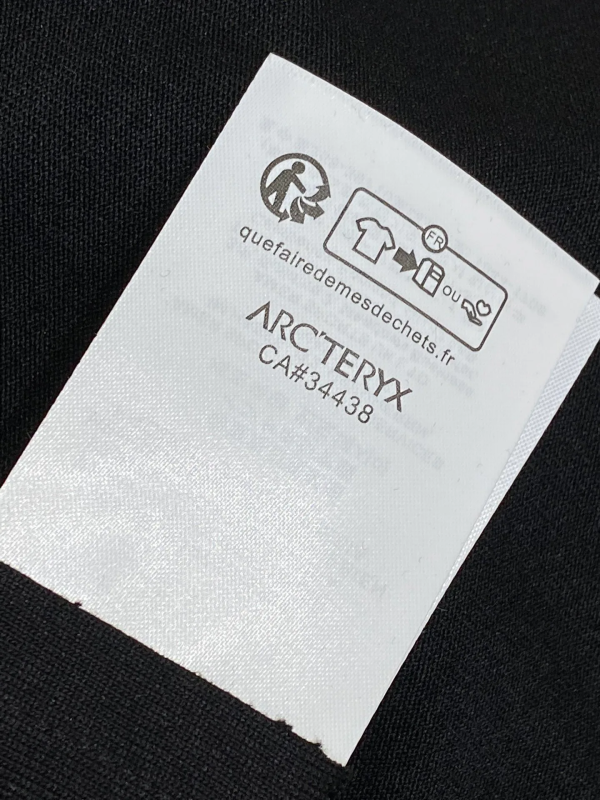 FR
ou
quefairedemesdechets.fr
ARC'TERYX
CA#34438